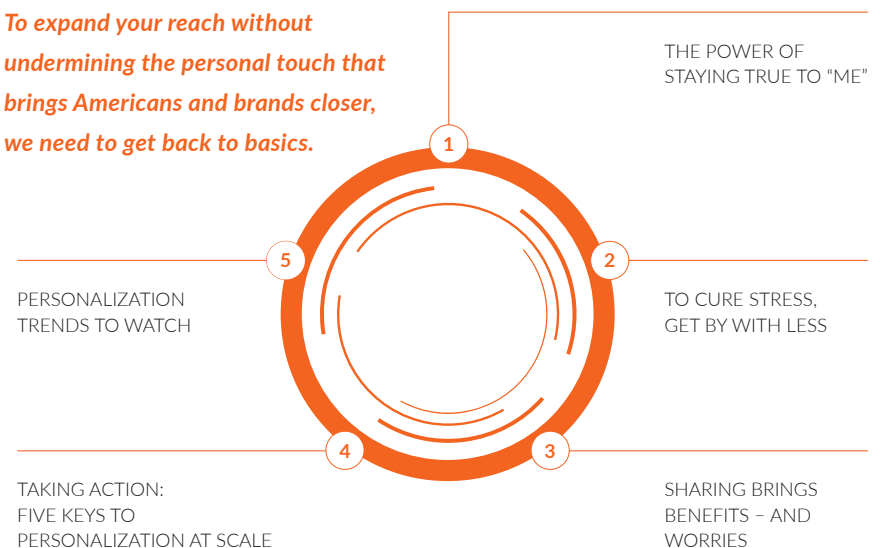 To expand your reach without
undermining the personal touch that
brings Americans and brands closer,
we need to get back to basics.
1
THE POWER OF
STAYING TRUE TO “ME”
2
TO CURE STRESS,
GET BY WITH LESS
3
SHARING BRINGS
BENEFITS – AND
WORRIES
4
TAKING ACTION:
FIVE KEYS TO
PERSONALIZATION AT SCALE
5
PERSONALIZATION
TRENDS TO WATCH